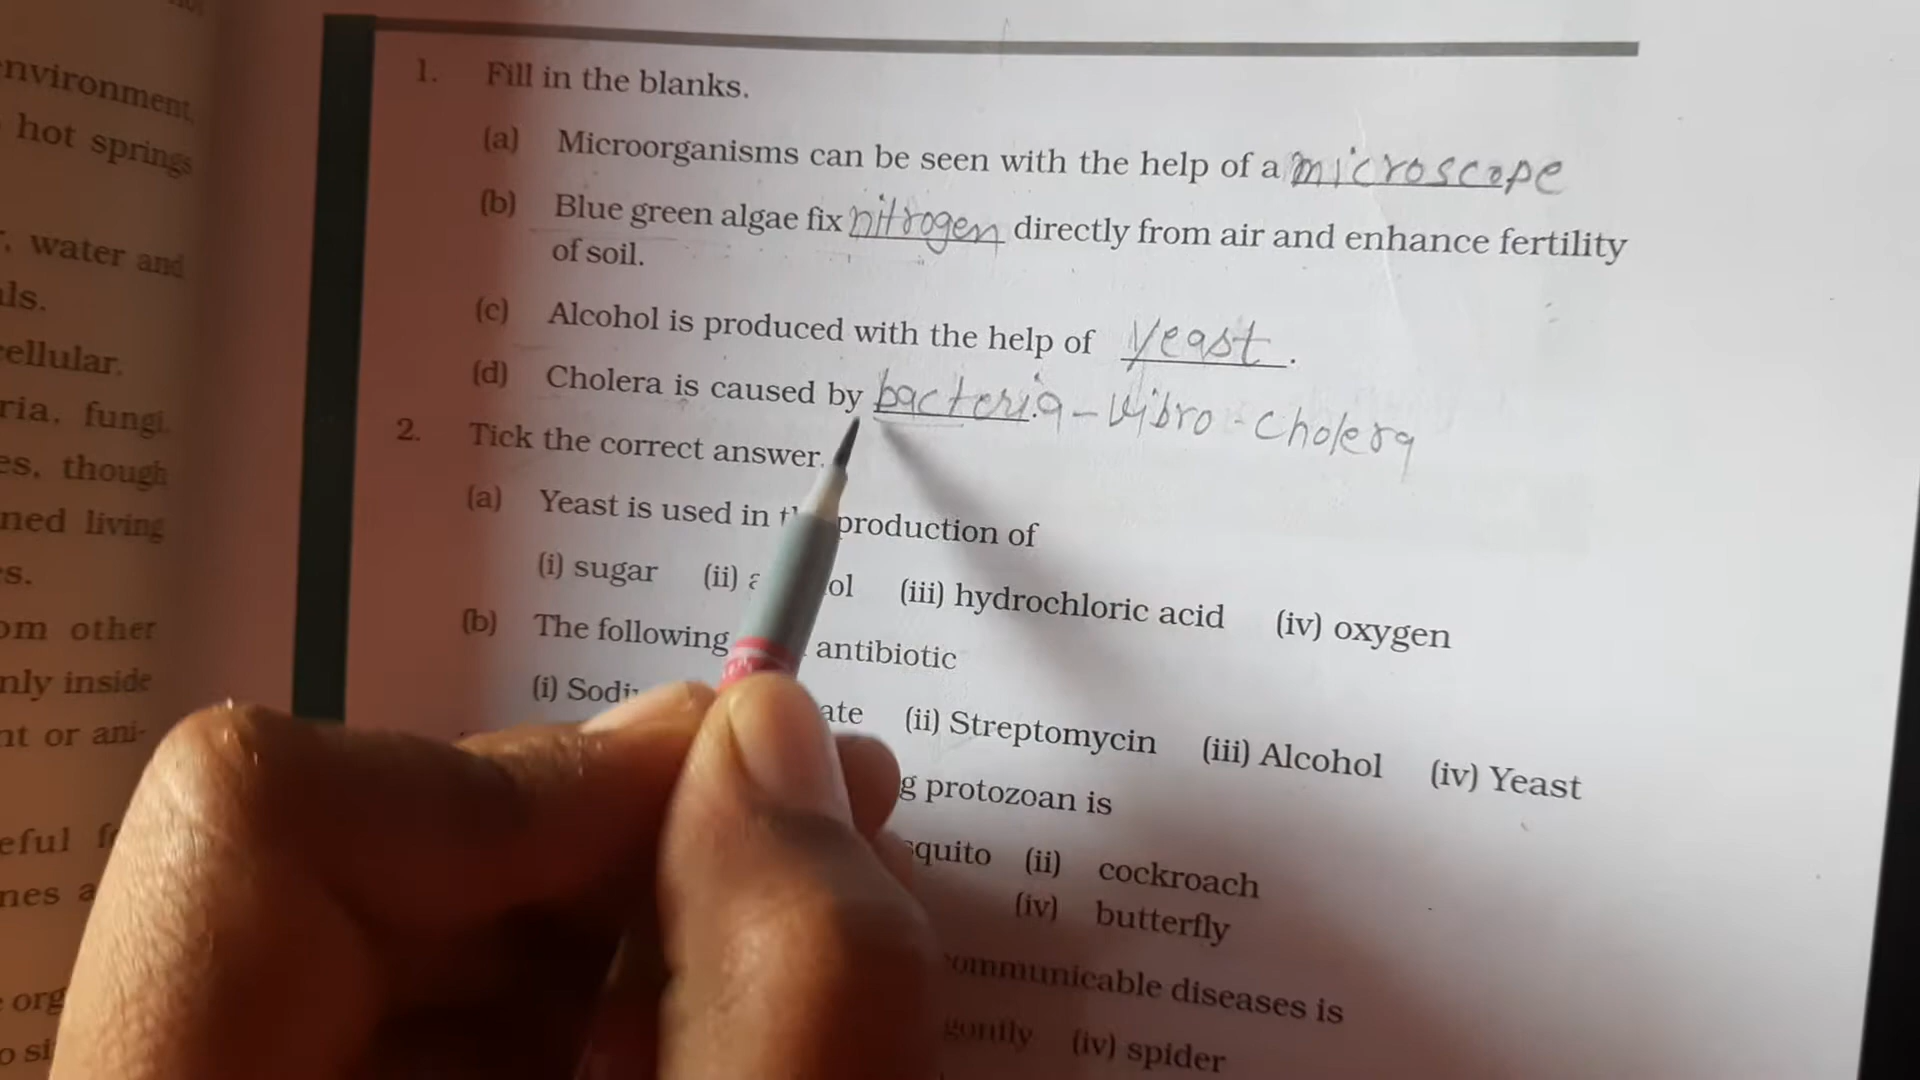 nvironment,
hot springs
, water and
ls.
cellular.
ria, fungi,
es, though
ned living
s.
om other
nly inside
nt or ani-
eful
nes a
org
o si
1. Fill in the blanks.
(a) Microorganisms can be seen with the help of a microscope
(b) Blue green algae fix nitrogen directly from air and enhance fertility
of soil.
(c) Alcohol is produced with the help of yeast.
(d) Cholera is caused by bacteria - Vibro - Cholera
2. Tick the correct answer.
(a) Yeast is used in production of
(i) sugar (ii) a ol (iii) hydrochloric acid (iv) oxygen
(b) The following antibiotic
(i) Sodi ate (ii) Streptomycin (iii) Alcohol (iv) Yeast
g protozoan is
squito (ii) cockroach
(iv) butterfly
ommunicable diseases is
gonfly (iv) spider